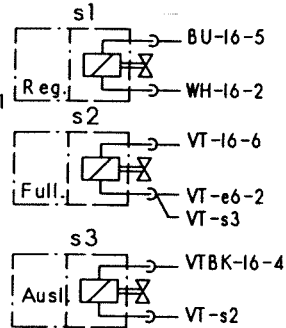 s1
BU-16-5
Reg.
WH-16-2
s2
VT-16-6
Full.
VT-e6-2
VT-s3
s3
VTBK-16-4
Ausl.
VT-s2